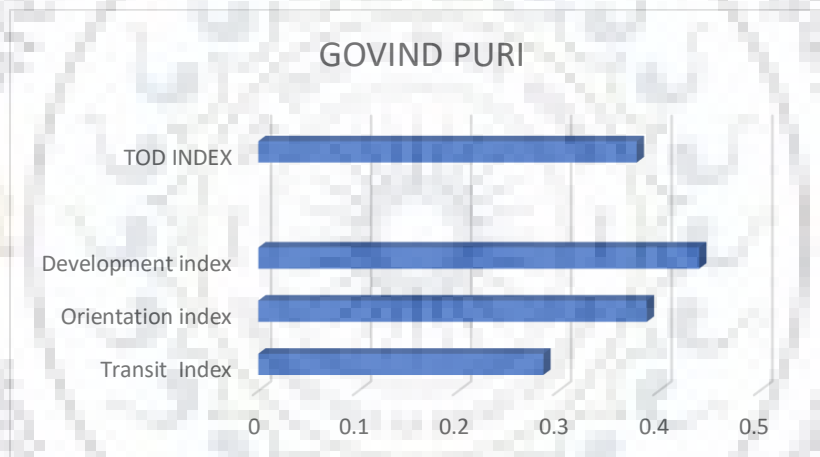 GOVIND PURI
TOD INDEX
Development index
Orientation index
Transit Index
0 0.1 0.2 0.3 0.4 0.5